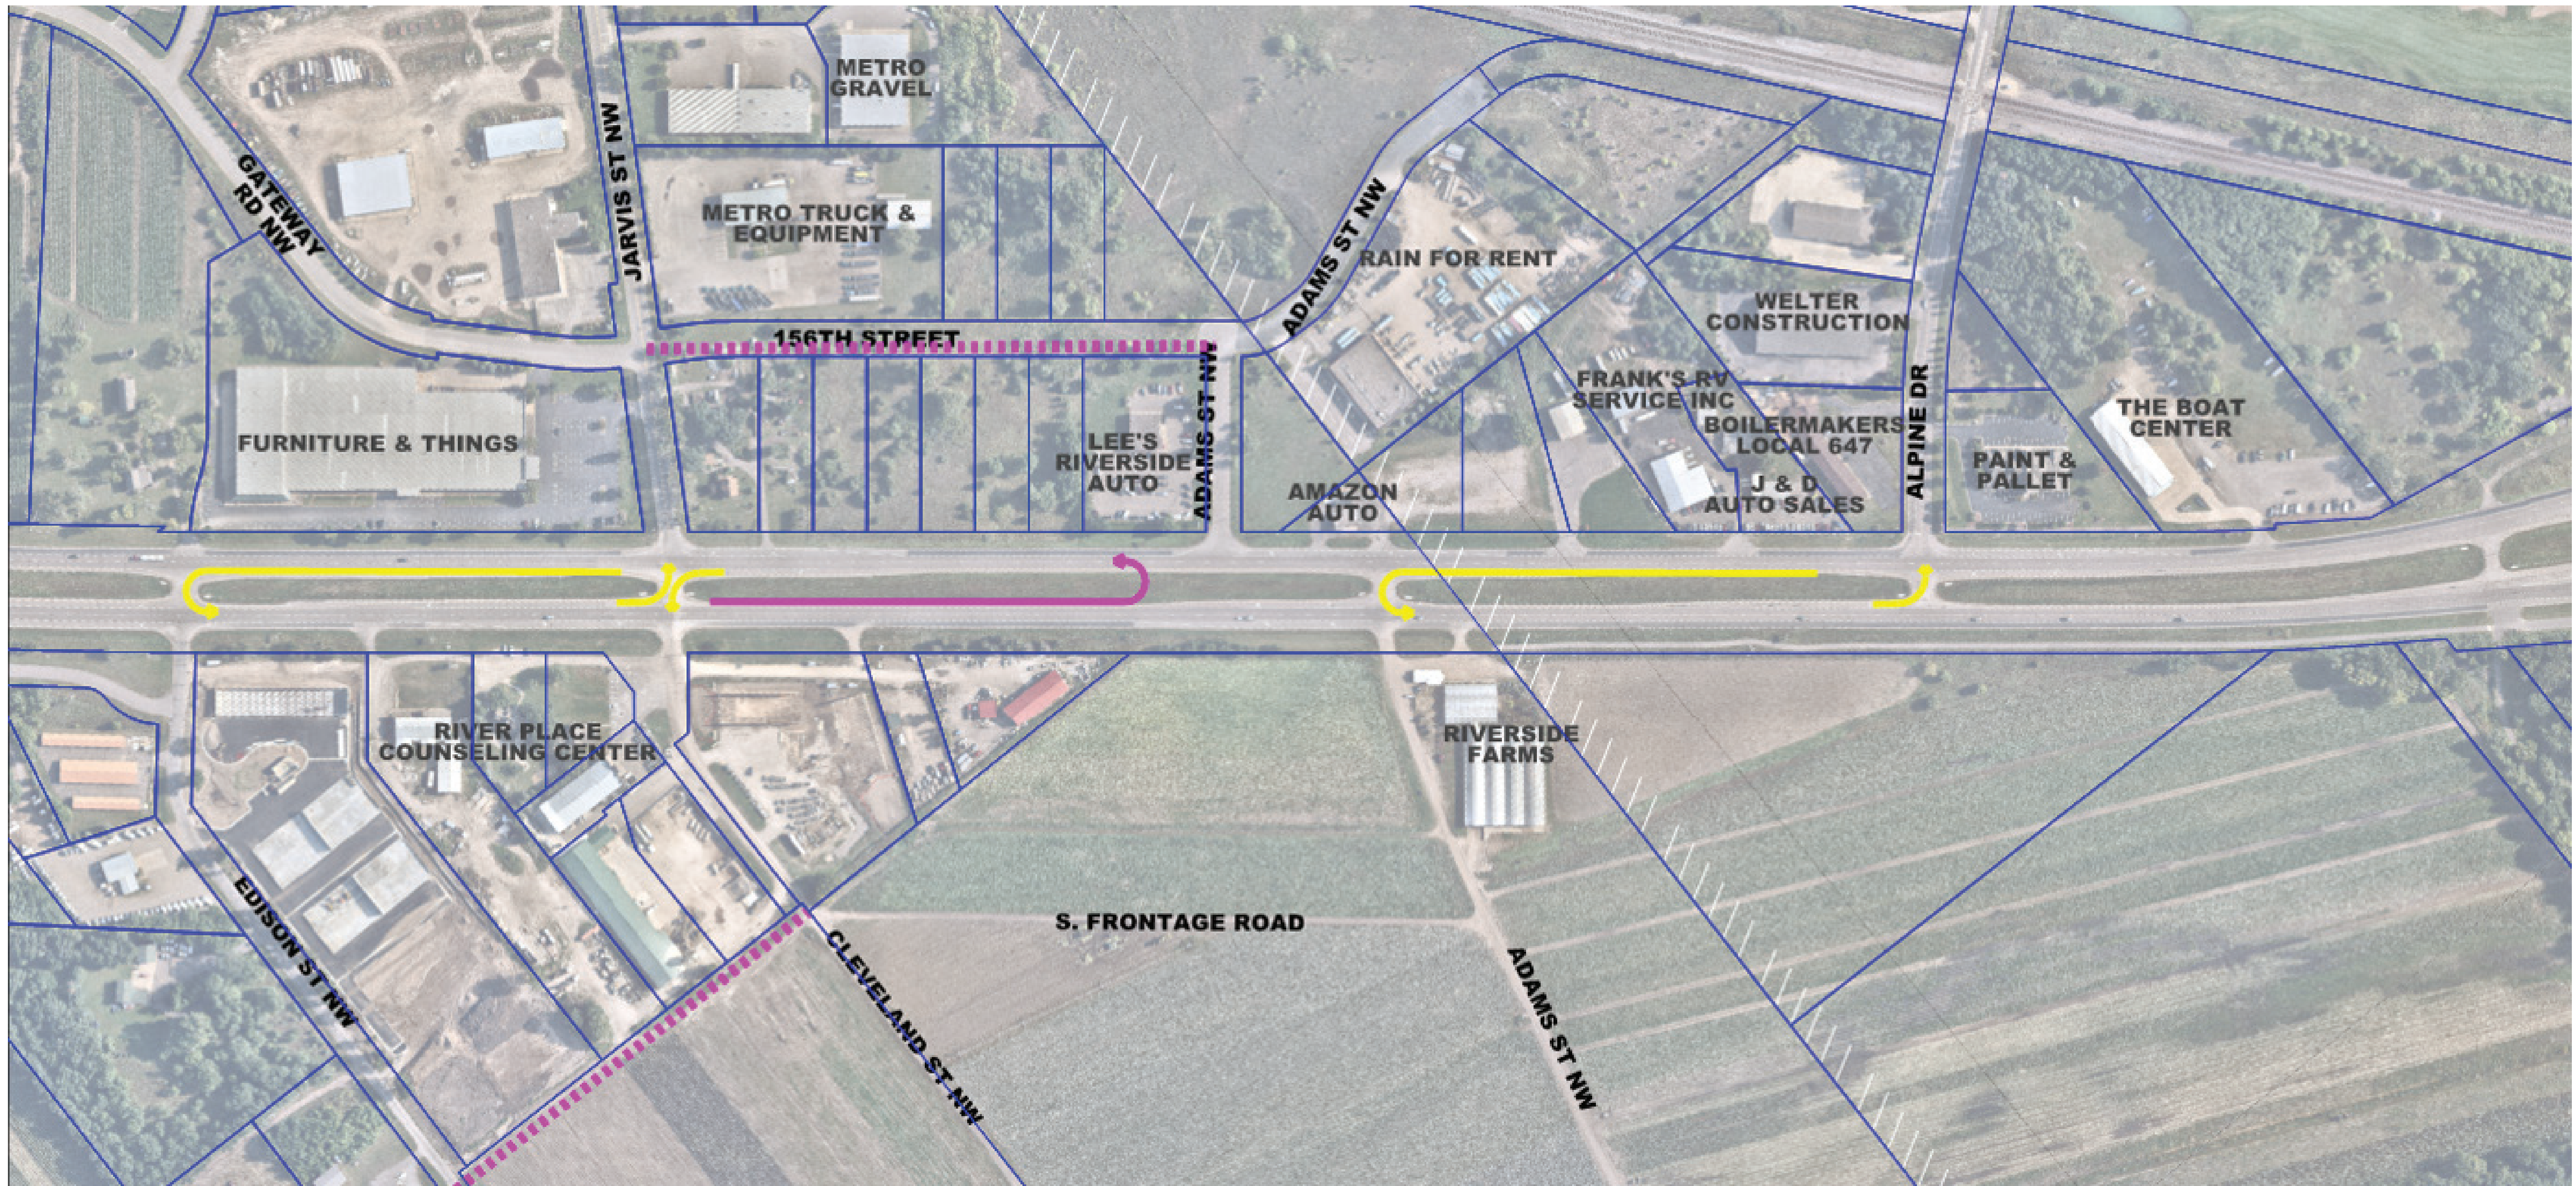 METRO
GRAVEL
GATEWAY
RD NW
JARVIS ST NW
METRO TRUCK &
EQUIPMENT
ADAMS ST NW
RAIN FOR RENT
156TH STREET
WELTER
CONSTRUCTION
FURNITURE & THINGS
LEE'S
RIVERSIDE
AUTO
ADAMS ST NW
AMAZON
AUTO
FRANK'S RV
SERVICE INC
BOILERMAKERS
LOCAL 647
J & D
AUTO SALES
ALPINE DR
PAINT &
PALLET
THE BOAT
CENTER
RIVER PLACE
COUNSELING CENTER
RIVERSIDE
FARMS
EDISON ST NW
CLEVELAND ST NW
S. FRONTAGE ROAD
ADAMS ST NW